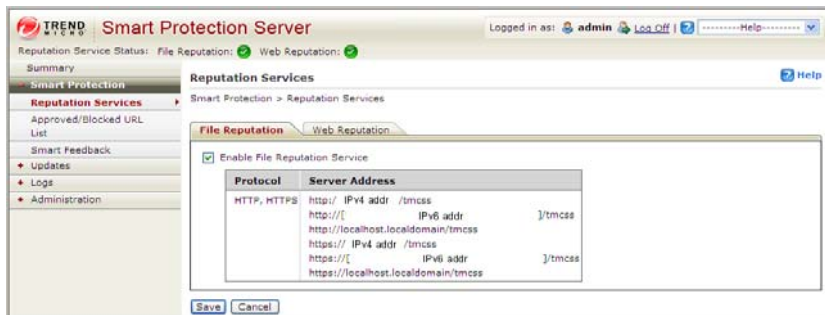 TREND MICRO Smart Protection Server Logged in as: admin Log Off | ---------Help---------
Reputation Service Status: File Reputation: Web Reputation:
Summary
Smart Protection
Reputation Services
Approved/Blocked URL
List
Smart Feedback
Updates
Logs
Administration
Reputation Services Help
Smart Protection > Reputation Services
File Reputation Web Reputation
Enable File Reputation Service
Protocol Server Address
HTTP, HTTPS http:/ IPv4 addr /tmcss
http://[ IPv6 addr ]/tmcss
http://localhost.localdomain/tmcss
https:// IPv4 addr /tmcss
https://[ IPv6 addr ]/tmcss
https://localhost.localdomain/tmcss
Save Cancel